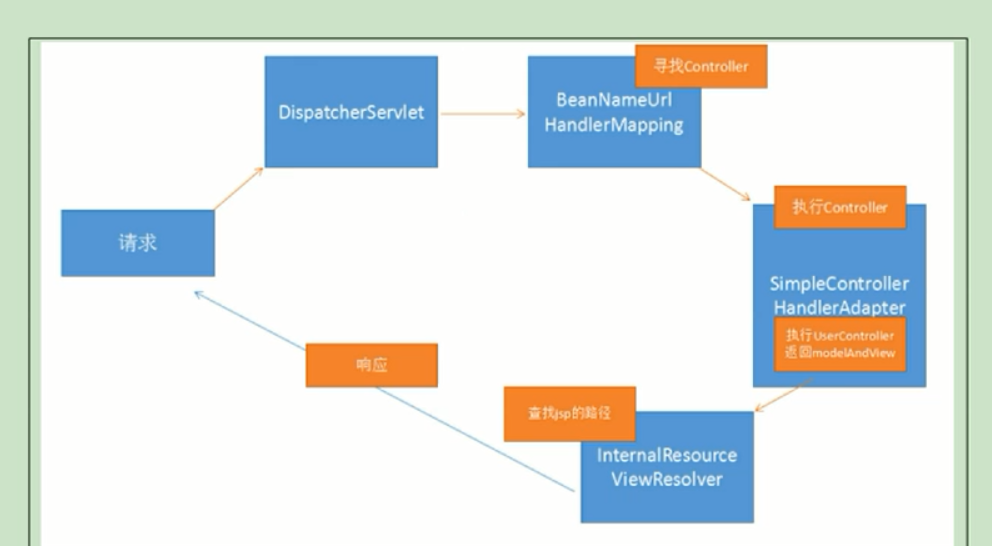 寻找Controller
DispatcherServlet
BeanNameUrl
HandlerMapping
执行Controller
请求
SimpleController
HandlerAdapter
执行UserController
返回modelAndView
响应
查找jsp的路径
InternalResource
ViewResolver